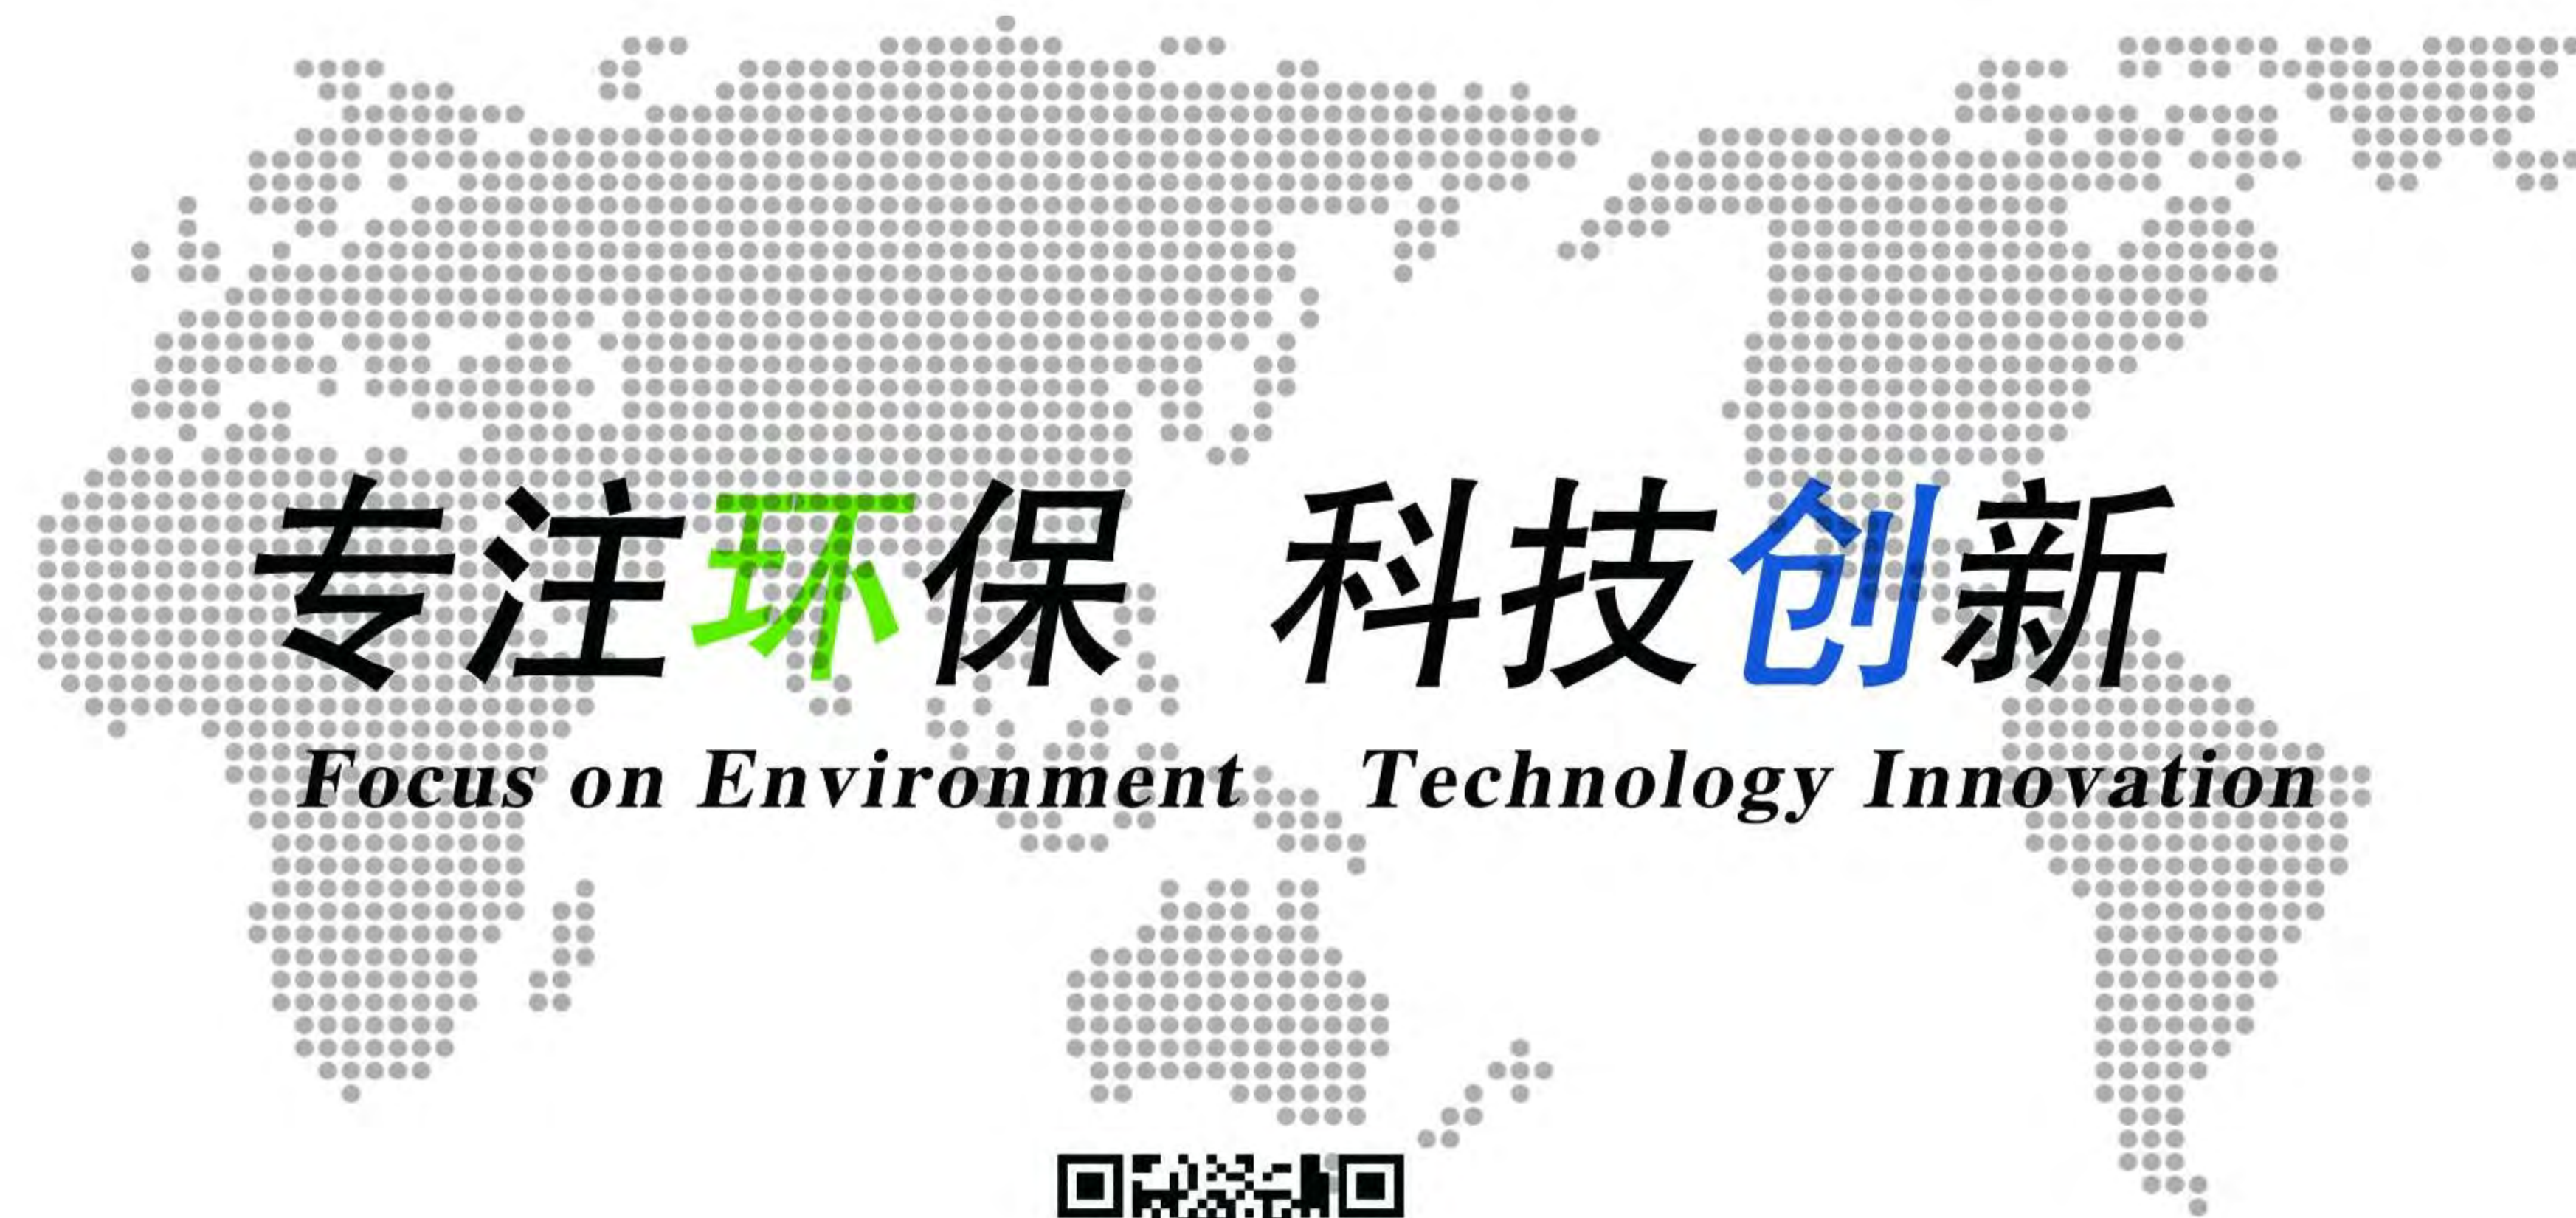 专注环保 科技创新
Focus on Environment Technology Innovation